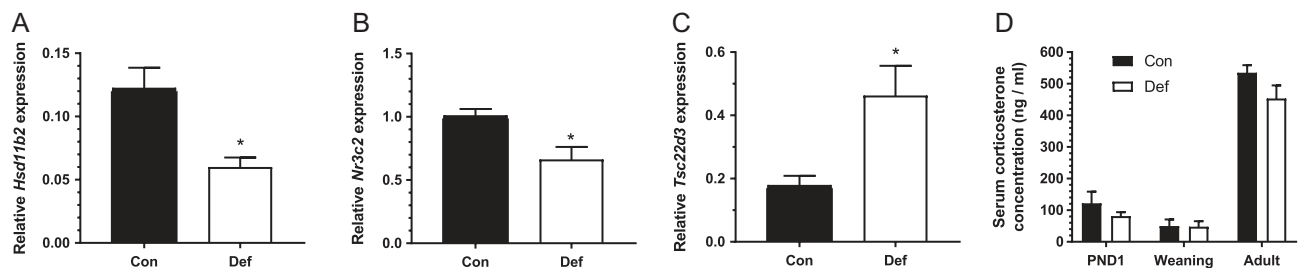 A
Relative Hsd11b2 expression
0.15
0.10
0.05
0.00
*
Con
Def
B
Relative Nr3c2 expression
1.5
1.0
0.5
0.0
*
Con
Def
C
Relative Tsc22d3 expression
0.6
0.4
0.2
0.0
*
Con
Def
D
Serum corticosterone
concentration (ng / ml)
600
500
400
300
200
100
0
Con
Def
PND1
Weaning
Adult